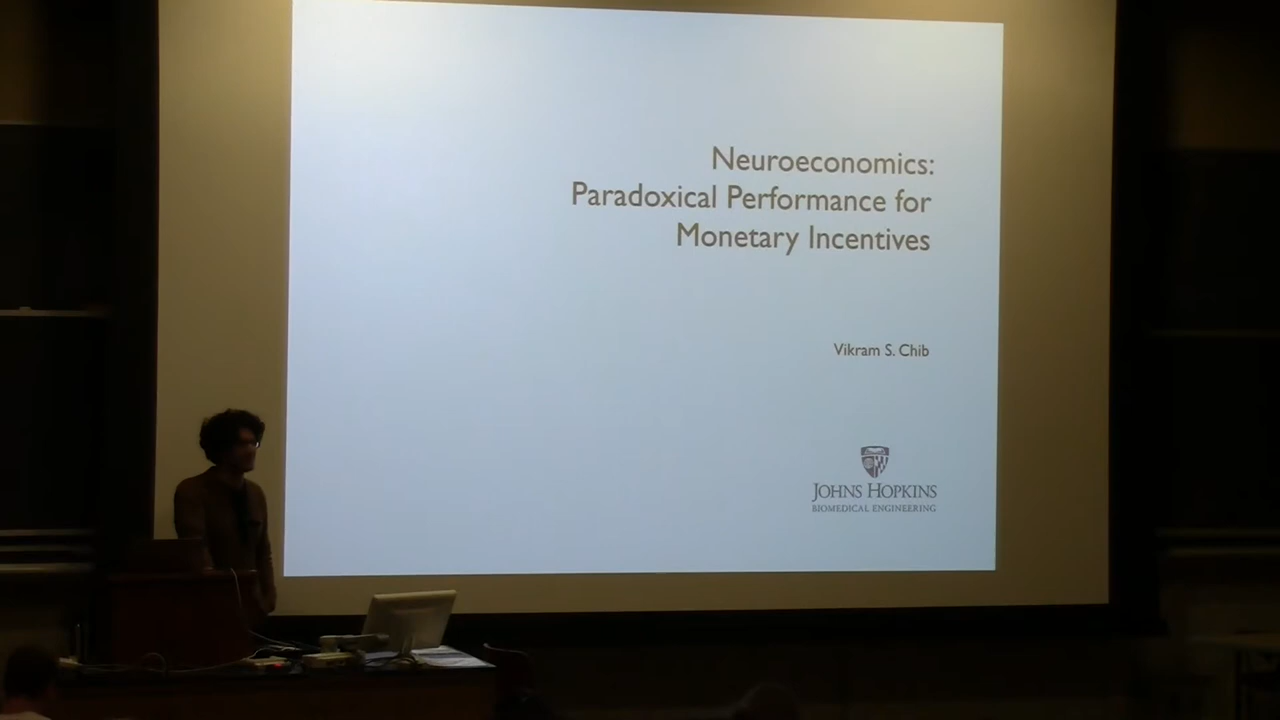 Neuroeconomics:
Paradoxical Performance for
Monetary Incentives
Vikram S. Chib
JOHNS HOPKINS
BIOMEDICAL ENGINEERING